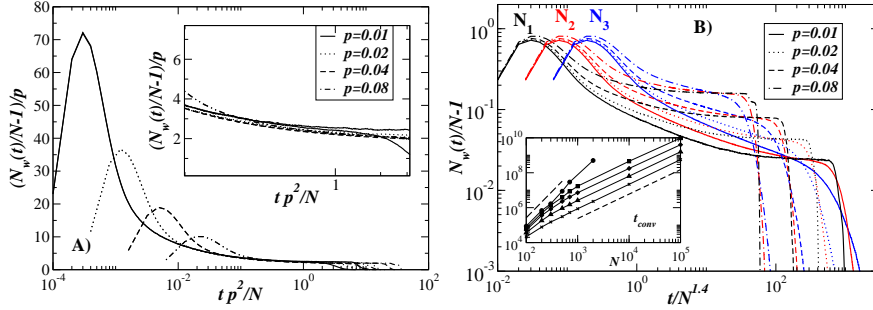 80
70
60
50
40
30
20
10
0
(N_w(t)/N-1)/p
A)
10^-4
10^-2
10^0
10^2
t p^2/N
p=0.01
p=0.02
p=0.04
p=0.08
4
2
(N_w(t)/N-1)/p
1
t p^2/N
N_1
N_2
N_3
B)
p=0.01
p=0.02
p=0.04
p=0.08
10^0
10^-1
10^-2
10^-3
N_w(t)/N-1
10^10
10^8
10^6
10^4
t_conv
10^2
10^3
10^4
10^5
N
10^-2
10^0
10^2
t/N^1.4